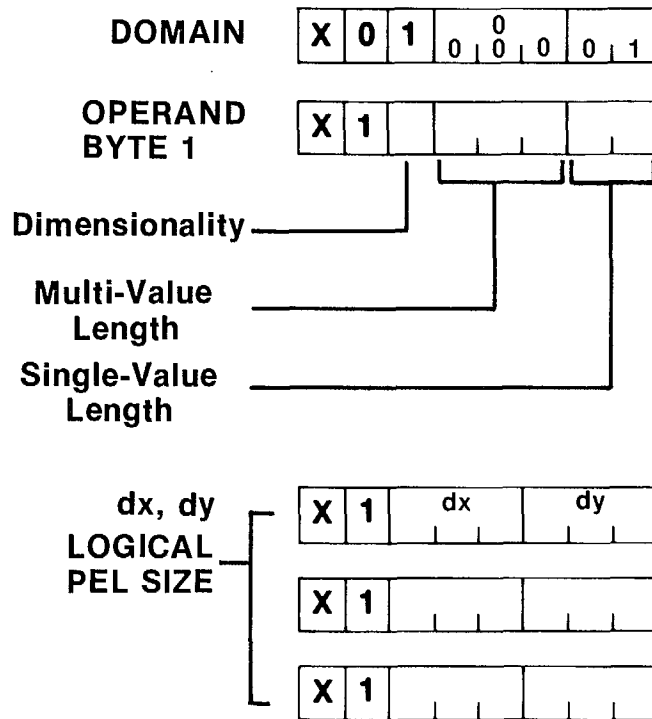 DOMAIN X 0 1 0 0 0 0 0 1
OPERAND
BYTE 1 X 1
Dimensionality
Multi-Value
Length
Single-Value
Length
dx, dy X 1 dx dy
LOGICAL
PEL SIZE
X 1
X 1